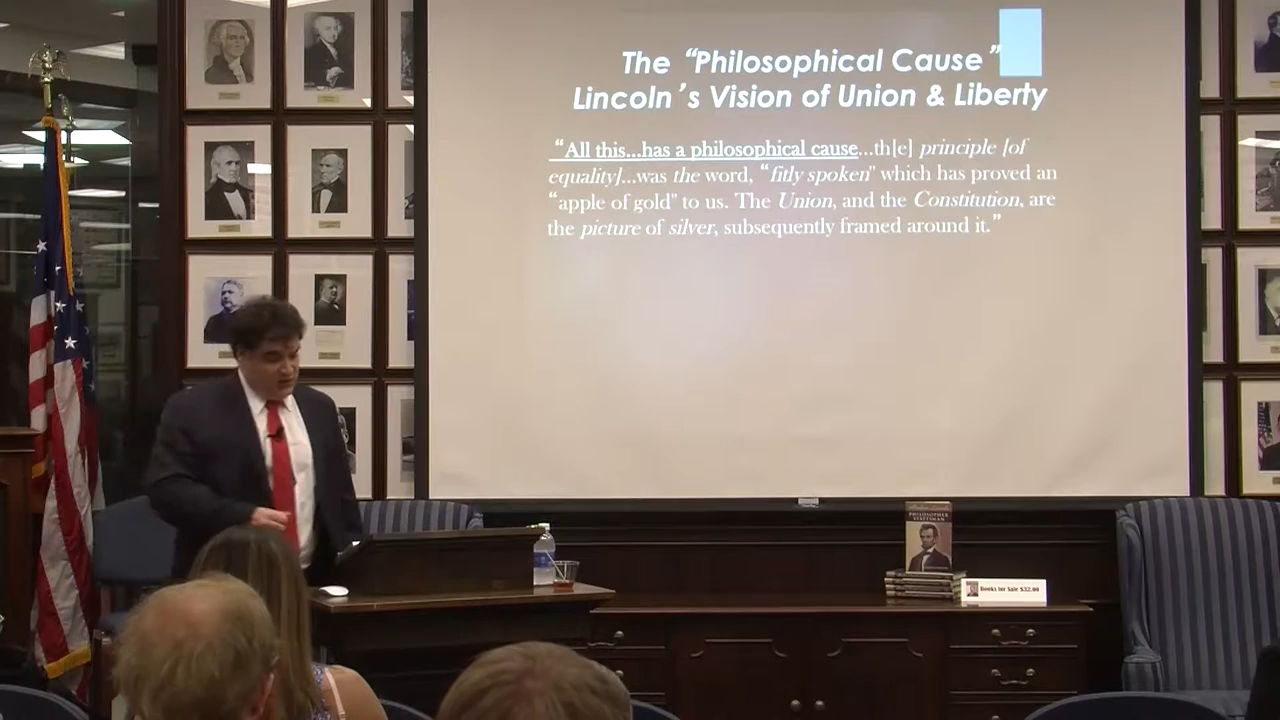 The “Philosophical Cause”
Lincoln’s Vision of Union & Liberty
“All this...has a philosophical cause...th[e] principle [of
equality]...was the word, “fitly spoken" which has proved an
“apple of gold" to us. The Union, and the Constitution, are
the picture of silver, subsequently framed around it.”
PHILOSOPHER
STATESMAN
Books for Sale $32.00